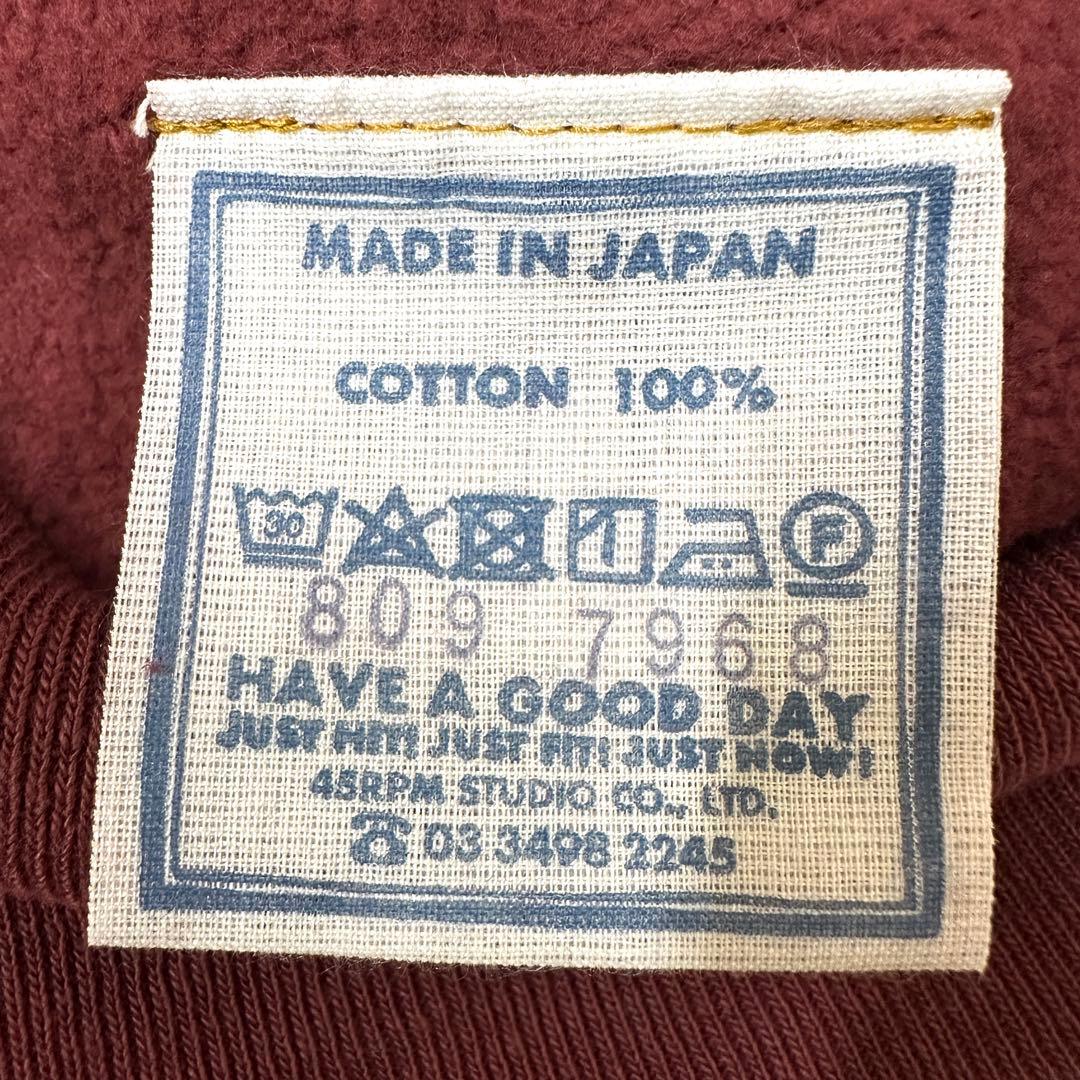 MADE IN JAPAN
COTTON 100%
30 F
809 7968
HAVE A GOOD DAY
JUST HIT! JUST FIT! JUST NOW!
45RPM STUDIO CO., LTD.
☎ 03 3498 2245